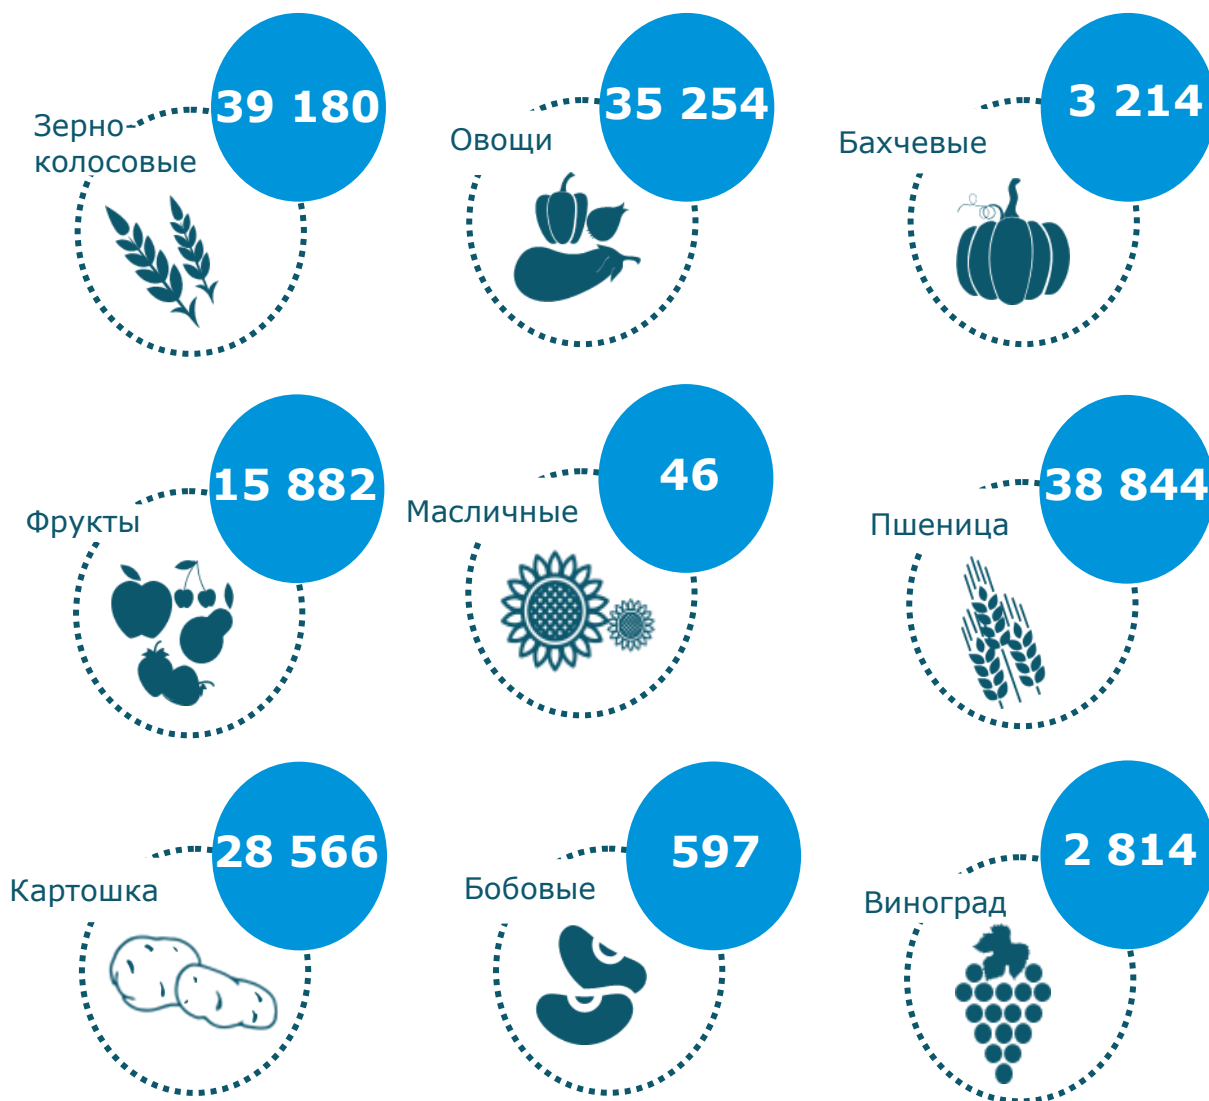 39 180
Зерно-
колосовые
35 254
Овощи
3 214
Бахчевые
15 882
Фрукты
46
Масличные
38 844
Пшеница
28 566
Картошка
597
Бобовые
2 814
Виноград